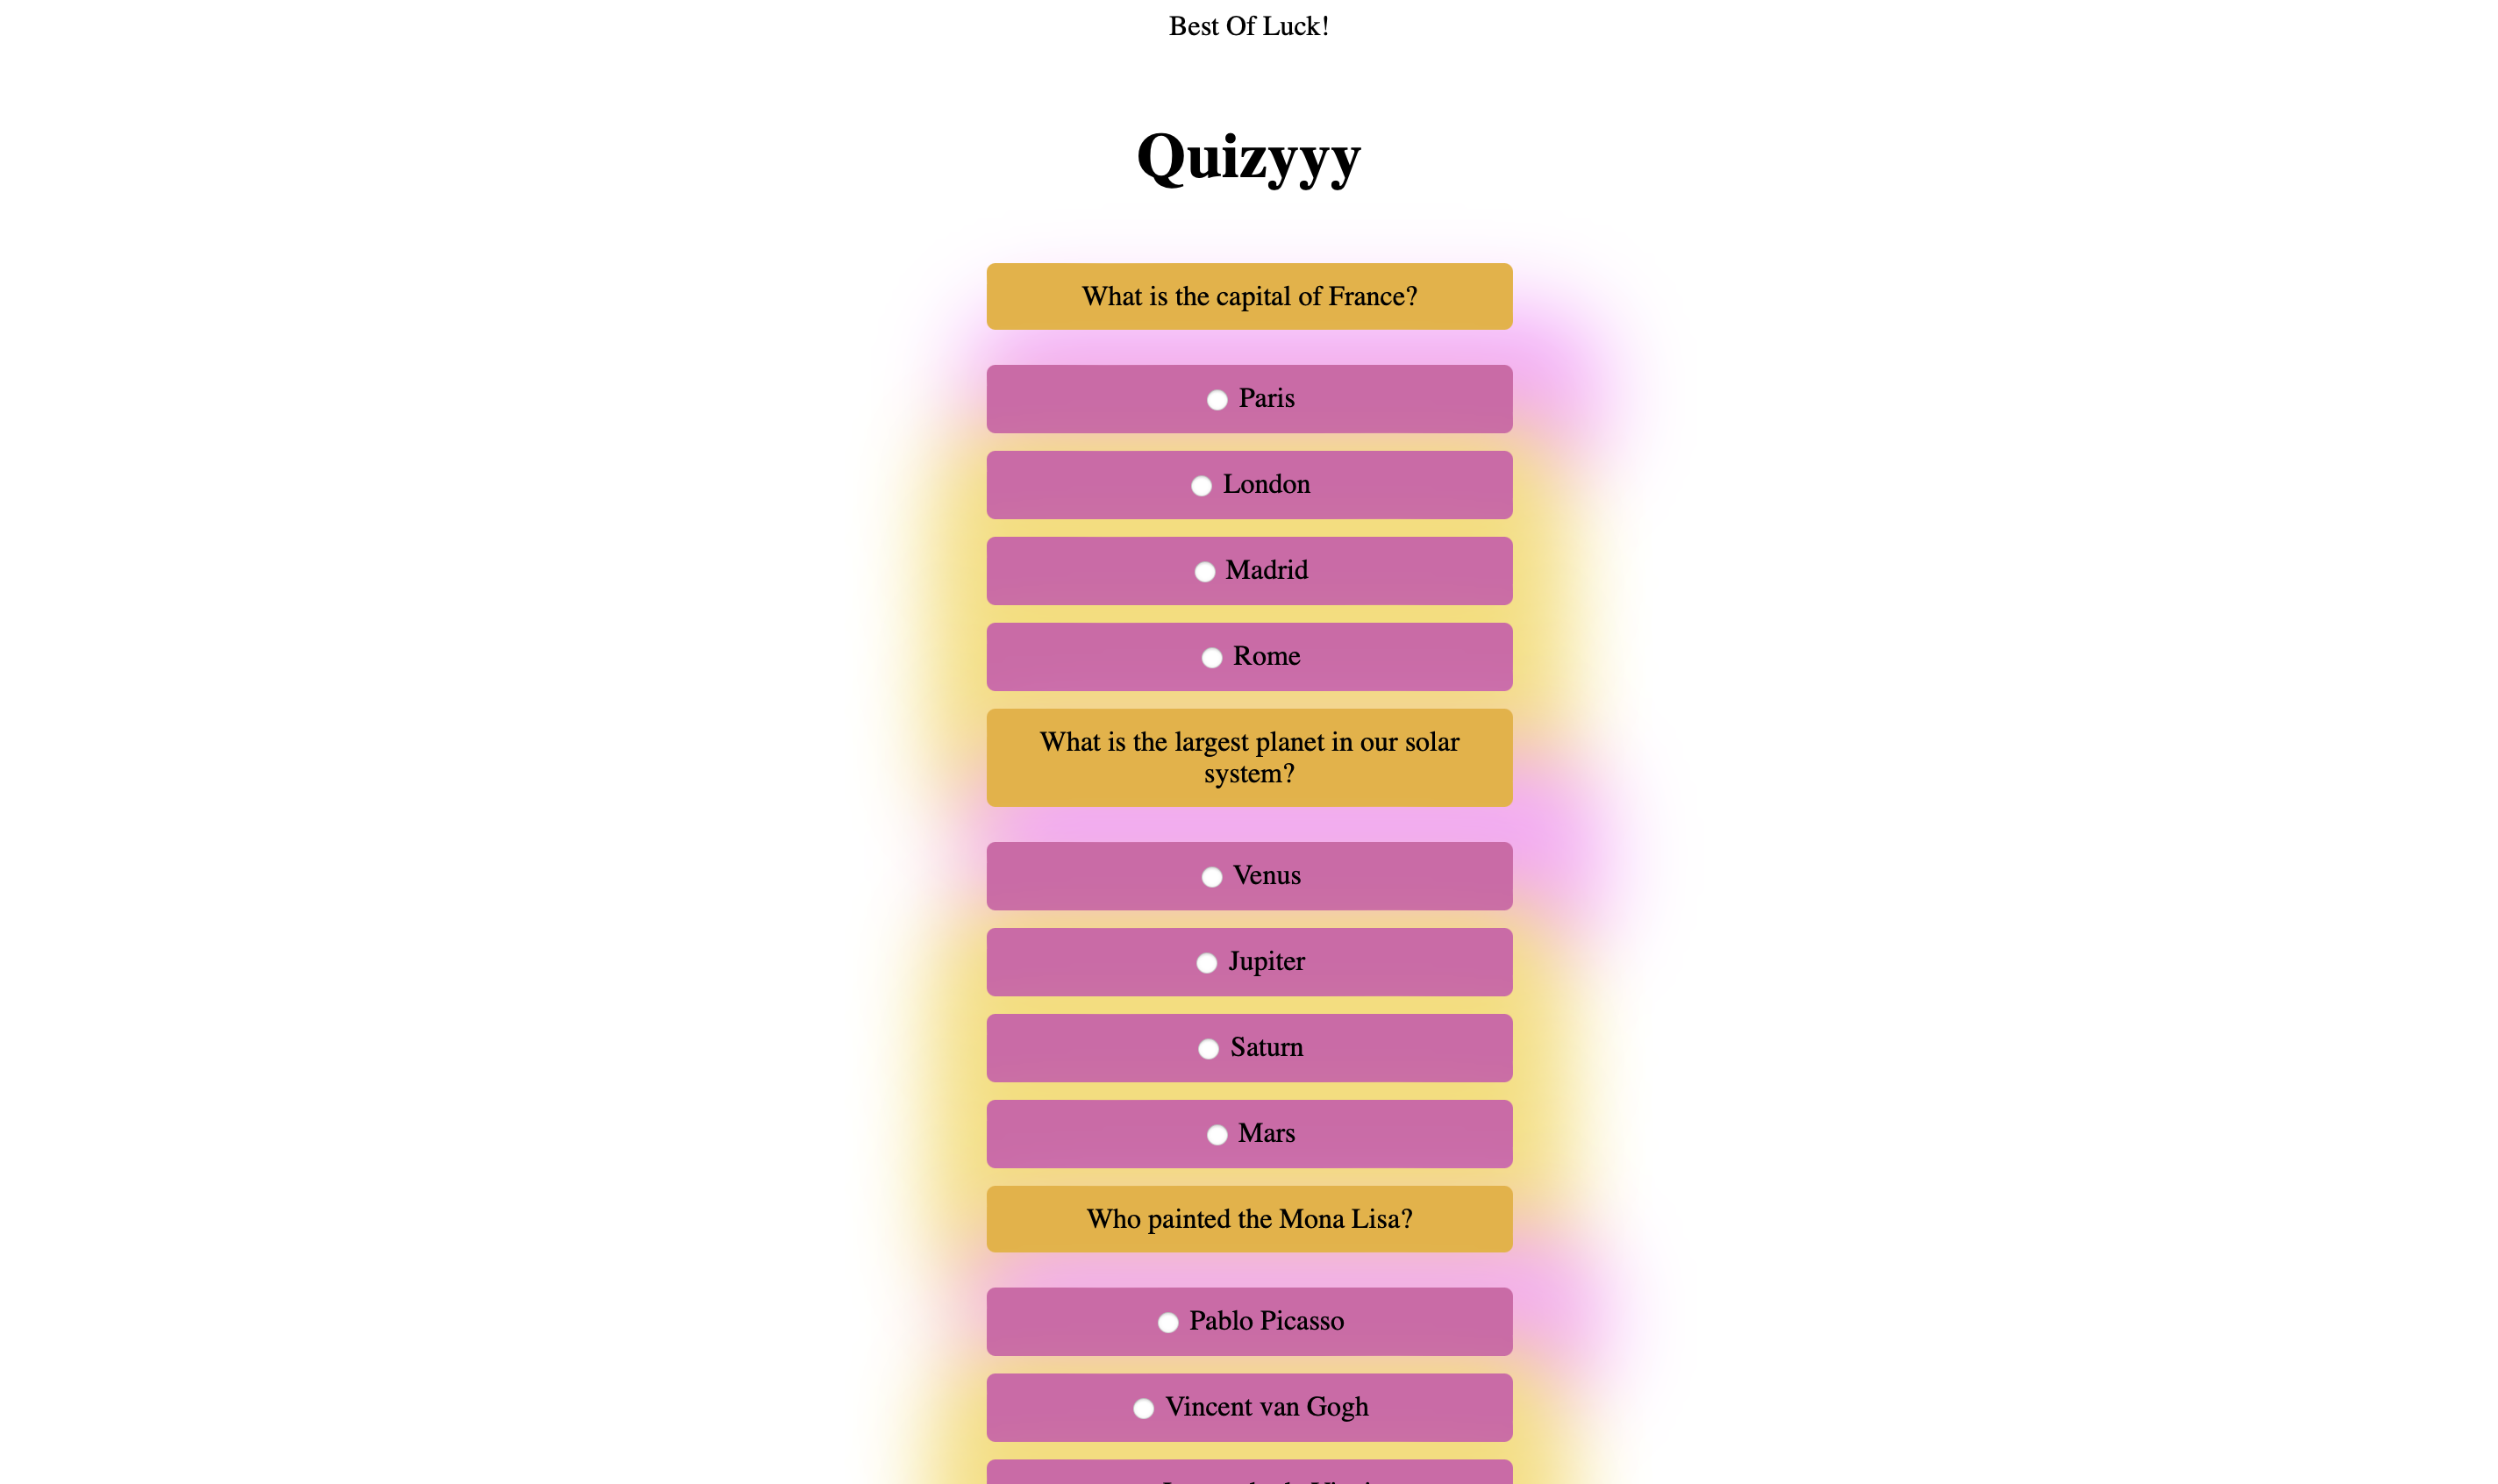 Best Of Luck!
Quizyyy
What is the capital of France?
Paris
London
Madrid
Rome
What is the largest planet in our solar
system?
Venus
Jupiter
Saturn
Mars
Who painted the Mona Lisa?
Pablo Picasso
Vincent van Gogh